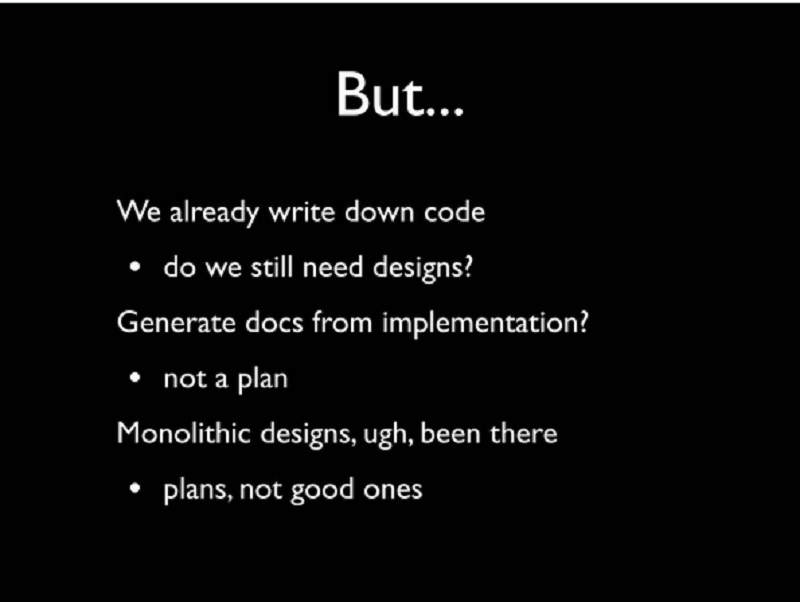 But...
We already write down code
• do we still need designs?
Generate docs from implementation?
• not a plan
Monolithic designs, ugh, been there
• plans, not good ones